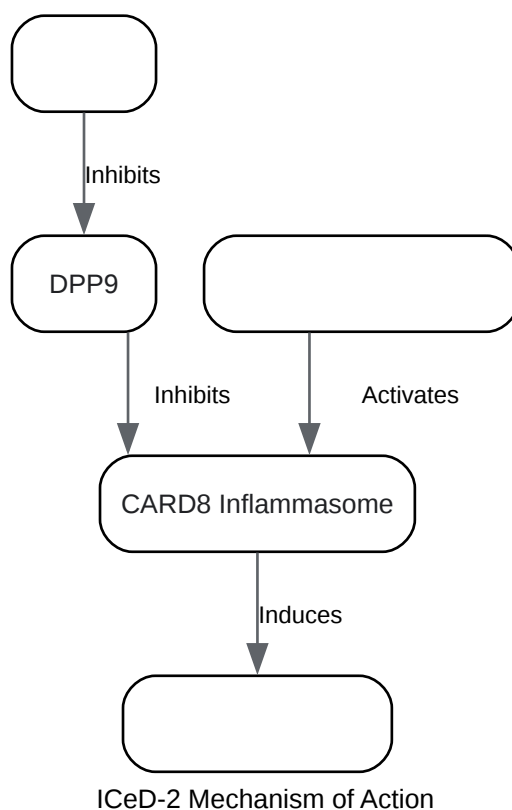 Inhibits
DPP9
Inhibits
Activates
CARD8 Inflammasome
Induces
ICeD-2 Mechanism of Action